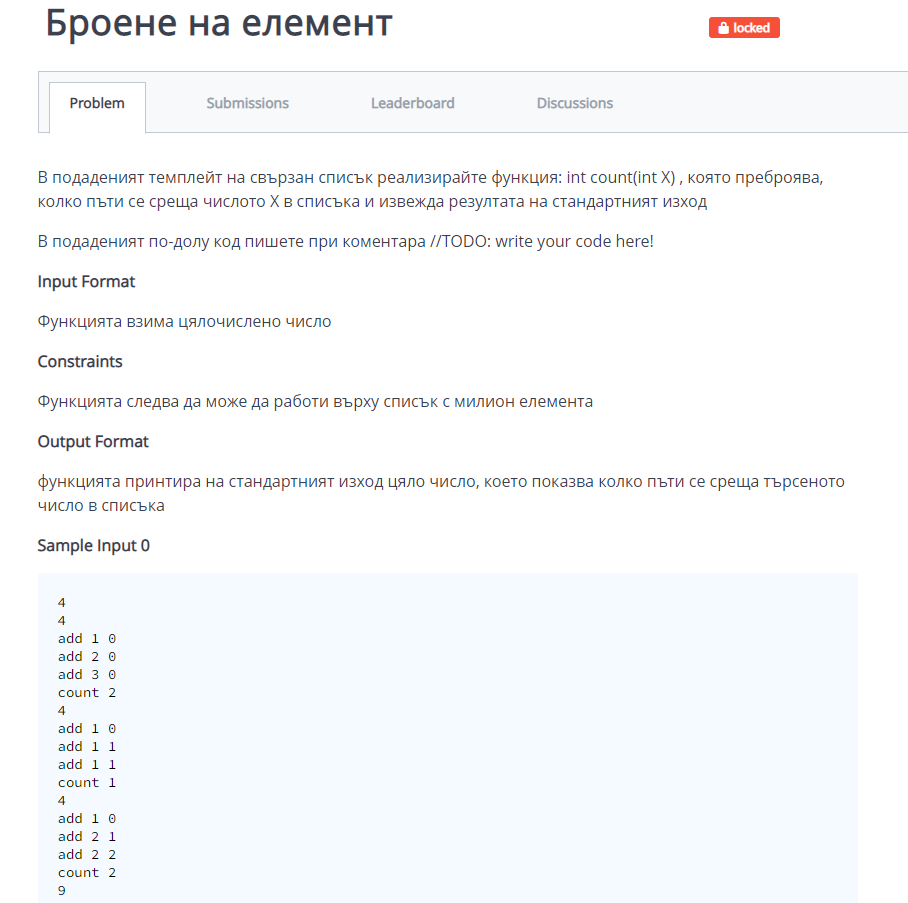 Броене на елемент
locked
Problem
Submissions
Leaderboard
Discussions
В подаденият темплейт на свързан списък реализирайте функция: int count(int X) , която преброява,
колко пъти се среща числото X в списъка и извежда резултата на стандартният изход
В подаденият по-долу код пишете при коментара //TODO: write your code here!
Input Format
Функцията взима цялочислено число
Constraints
Функцията следва да може да работи върху списък с милион елемента
Output Format
функцията принтира на стандартният изход цяло число, което показва колко пъти се среща търсеното
число в списъка
Sample Input 0
4
4
add 1 0
add 2 0
add 3 0
count 2
4
add 1 0
add 1 1
add 1 1
count 1
4
add 1 0
add 2 1
add 2 2
count 2
9